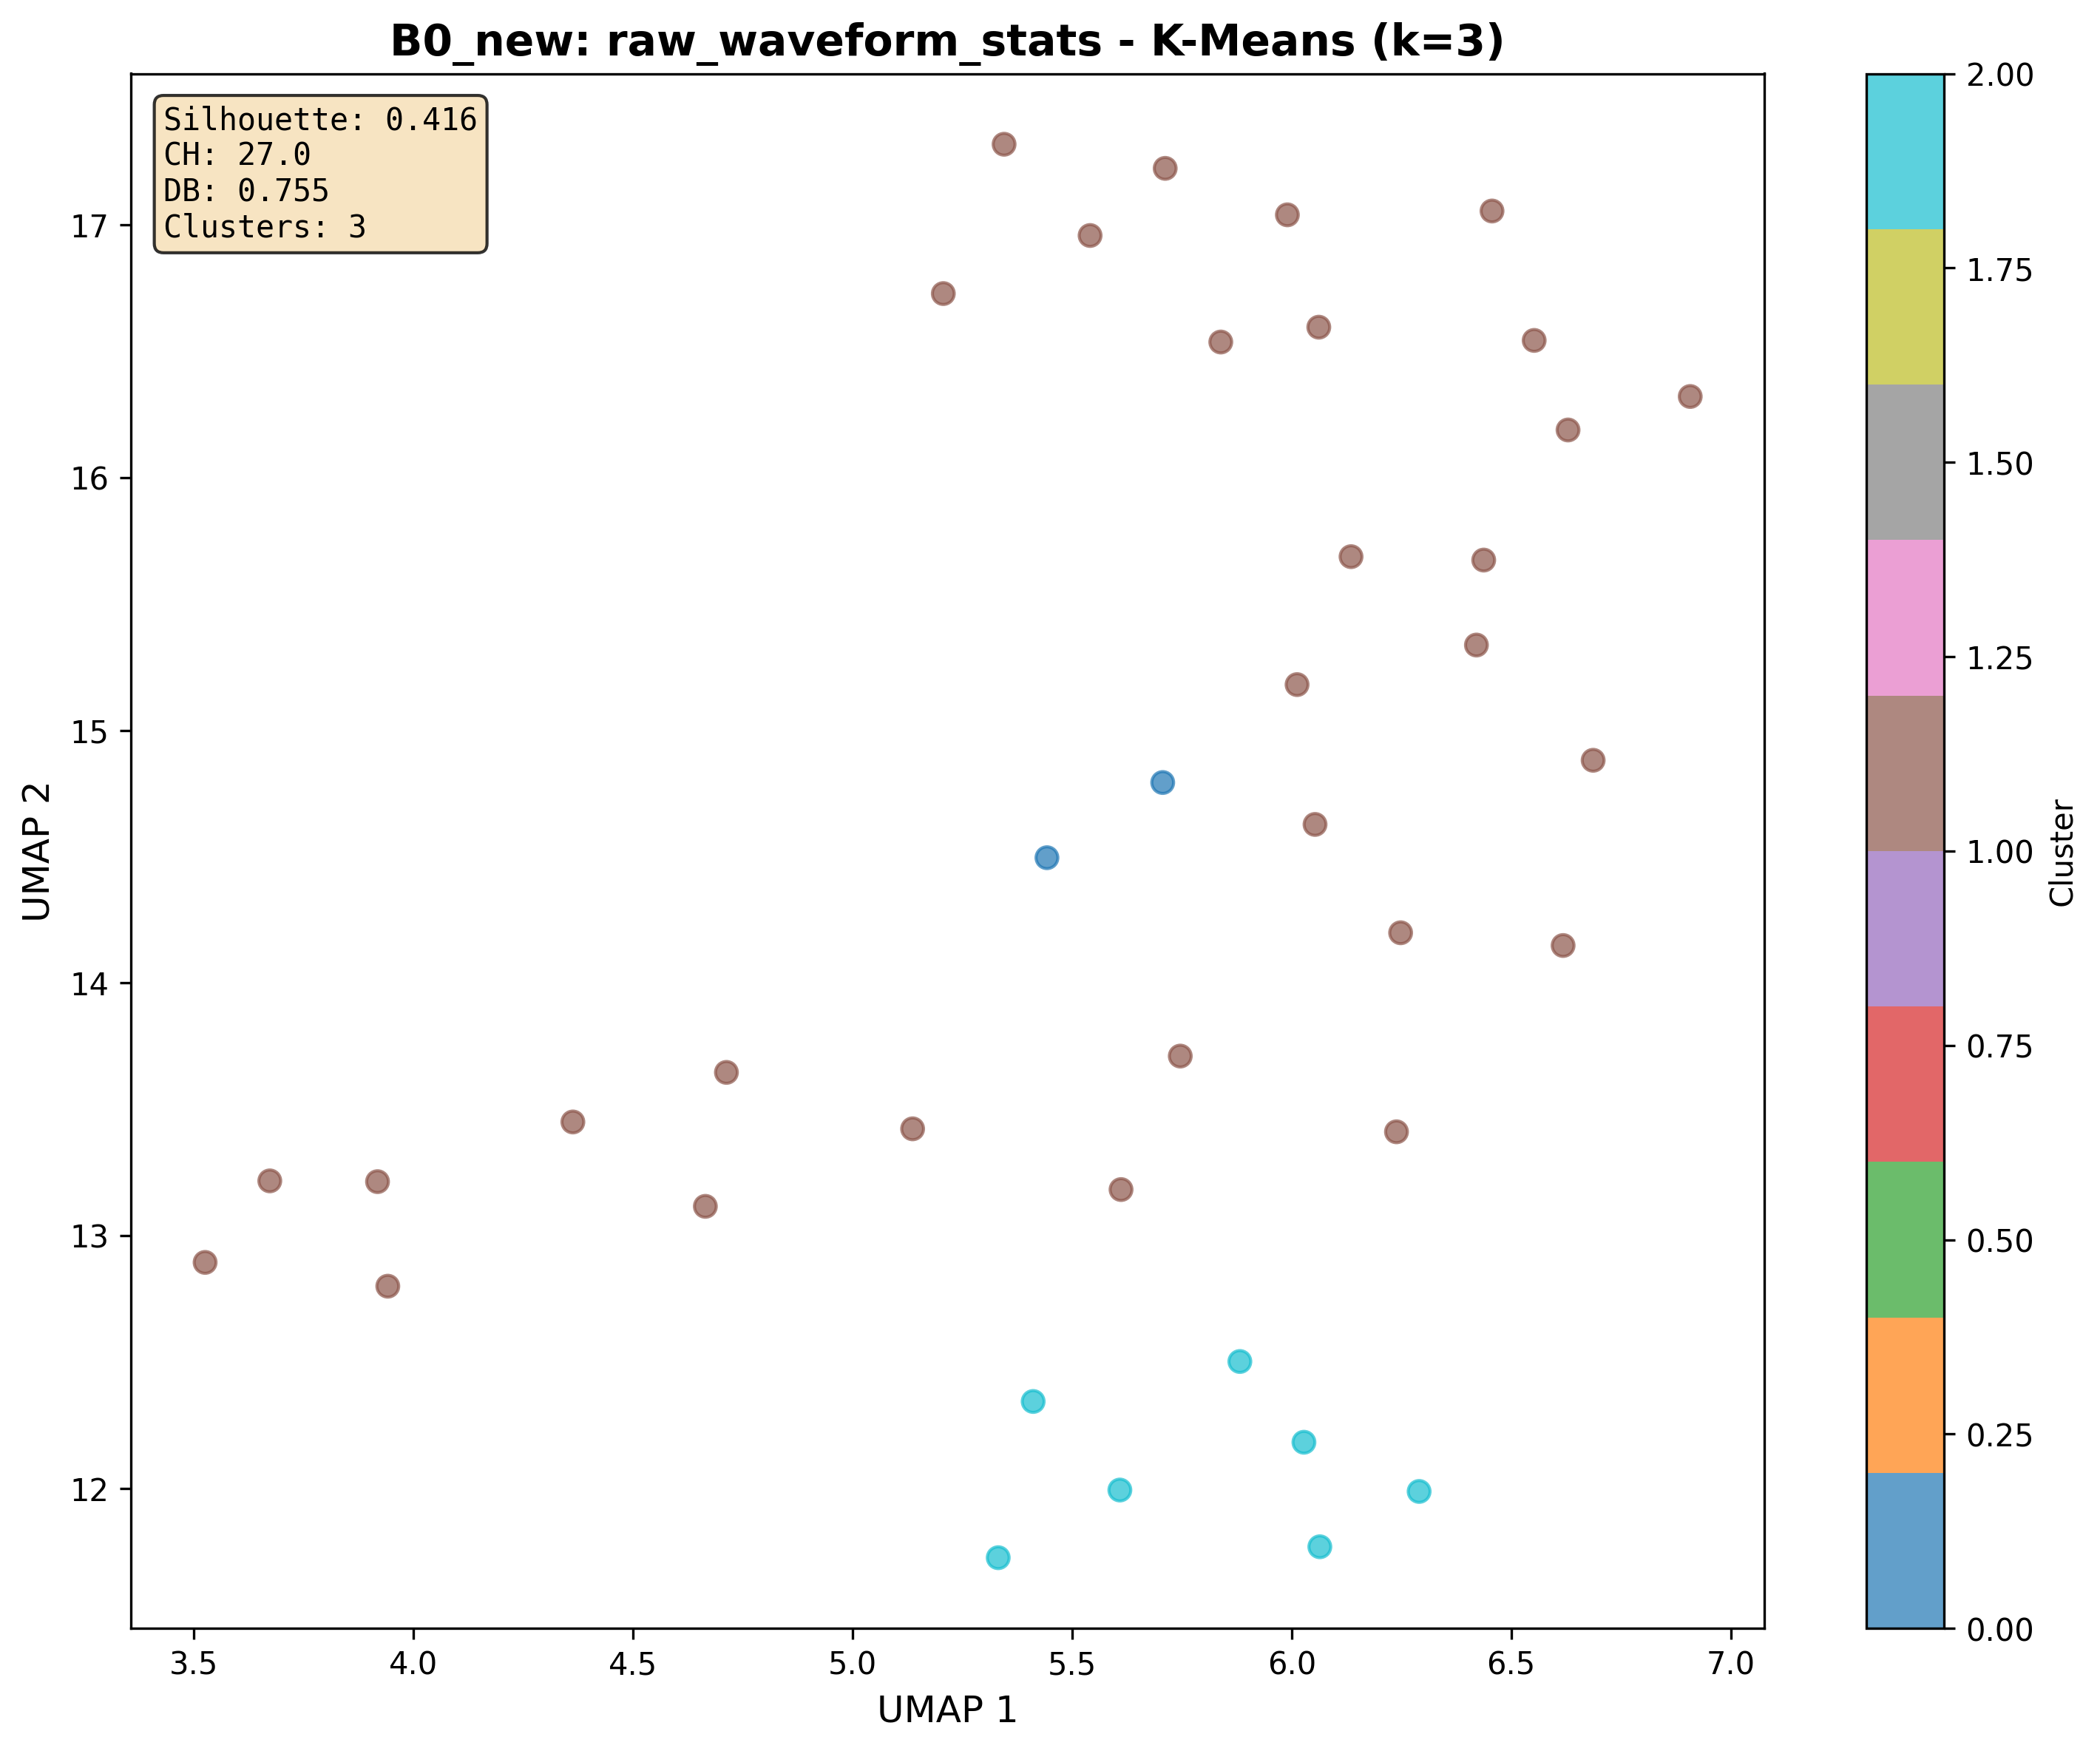 B0_new: raw_waveform_stats - K-Means (k=3)
Silhouette: 0.416
CH: 27.0
DB: 0.755
Clusters: 3
UMAP 2
17
16
15
14
13
12
3.5 4.0 4.5 5.0 5.5 6.0 6.5 7.0
UMAP 1
2.00
1.75
1.50
1.25
1.00
0.75
0.50
0.25
0.00
Cluster